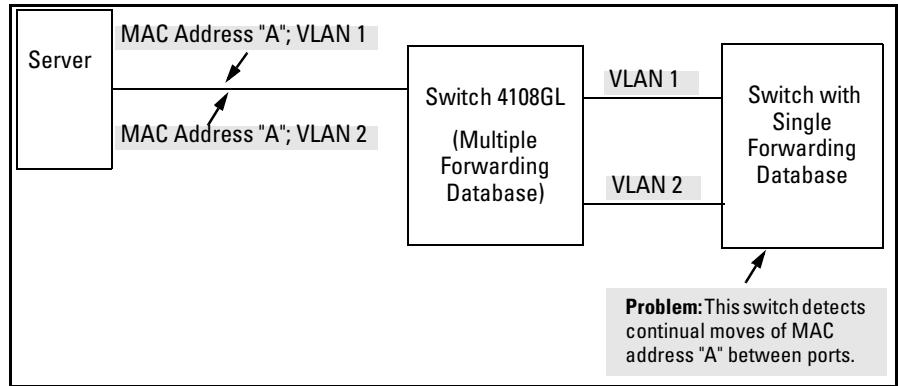 MAC Address "A"; VLAN 1
Server
MAC Address "A"; VLAN 2
Switch 4108GL
(Multiple
Forwarding
Database)
VLAN 1
VLAN 2
Switch with
Single
Forwarding
Database
Problem: This switch detects
continual moves of MAC
address "A" between ports.